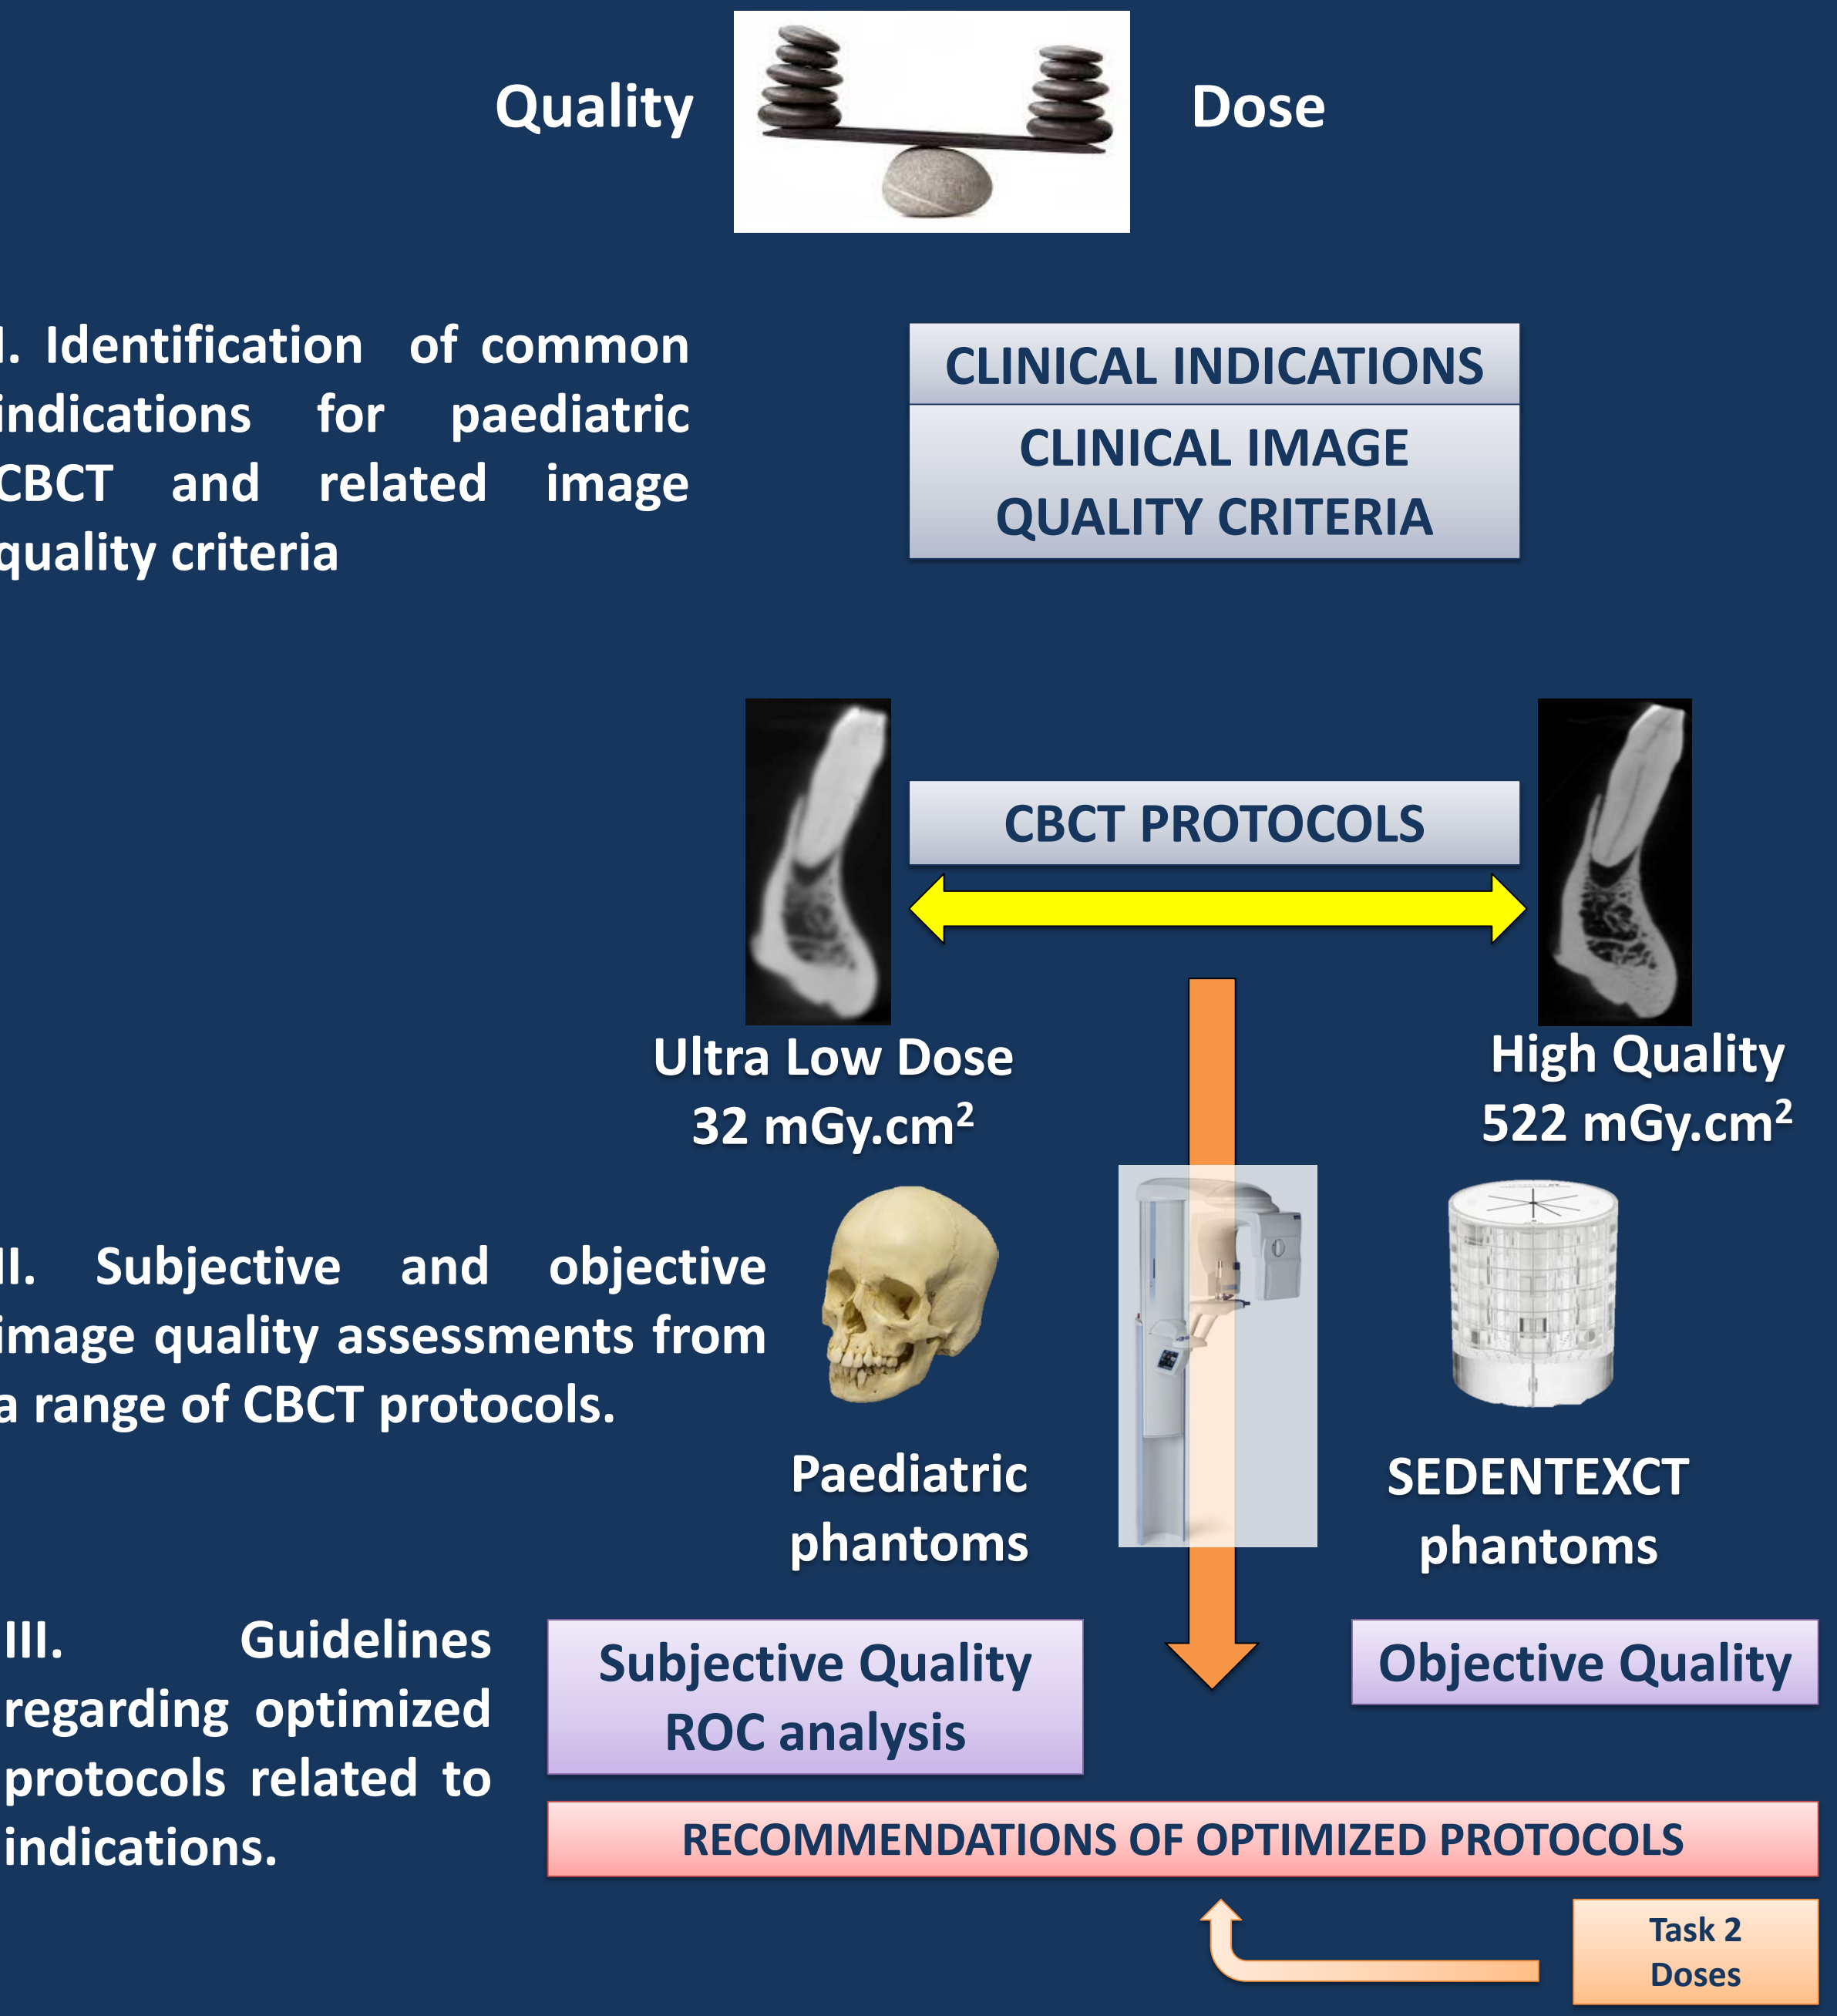 Quality
Dose
I. Identification of common
indications for paediatric
CBCT and related image
quality criteria
CLINICAL INDICATIONS
CLINICAL IMAGE
QUALITY CRITERIA
CBCT PROTOCOLS
Ultra Low Dose
32 mGy.cm²
High Quality
522 mGy.cm²
II. Subjective and objective
image quality assessments from
a range of CBCT protocols.
Paediatric
phantoms
SEDENTEXCT
phantoms
III. Guidelines
regarding optimized
protocols related to
indications.
Subjective Quality
ROC analysis
Objective Quality
RECOMMENDATIONS OF OPTIMIZED PROTOCOLS
Task 2
Doses